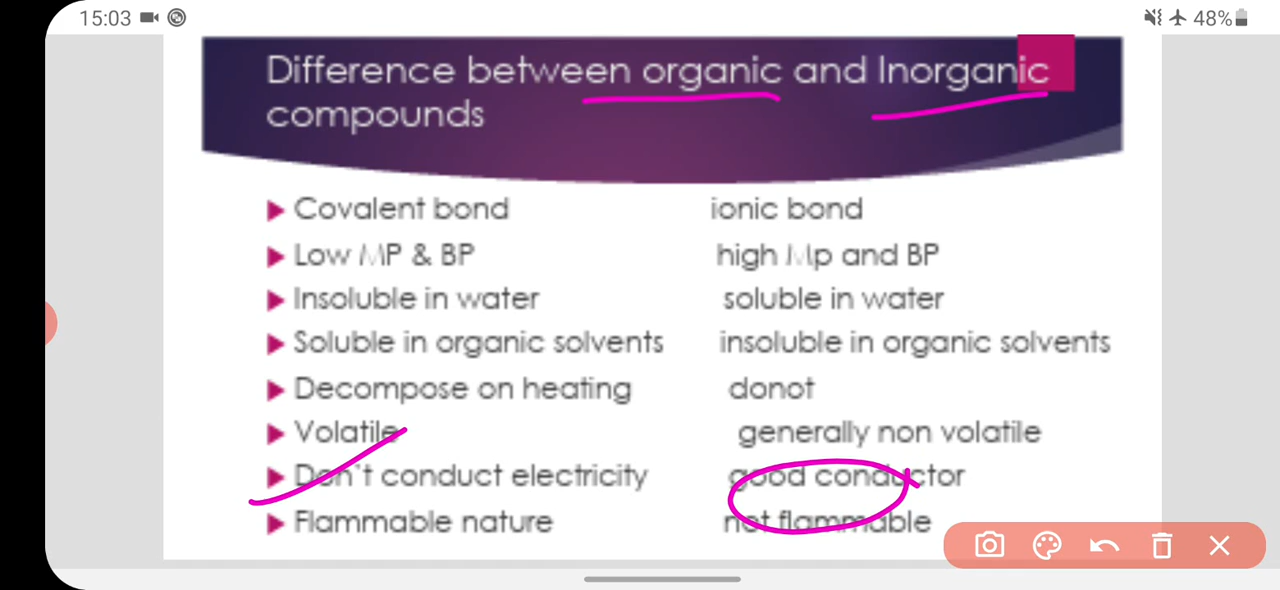 15:03 48%
Difference between organic and Inorganic
compounds
Covalent bond ionic bond
Low MP & BP high Mp and BP
Insoluble in water soluble in water
Soluble in organic solvents insoluble in organic solvents
Decompose on heating donot
Volatile generally non volatile
Don't conduct electricity good conductor
Flammable nature not flammable